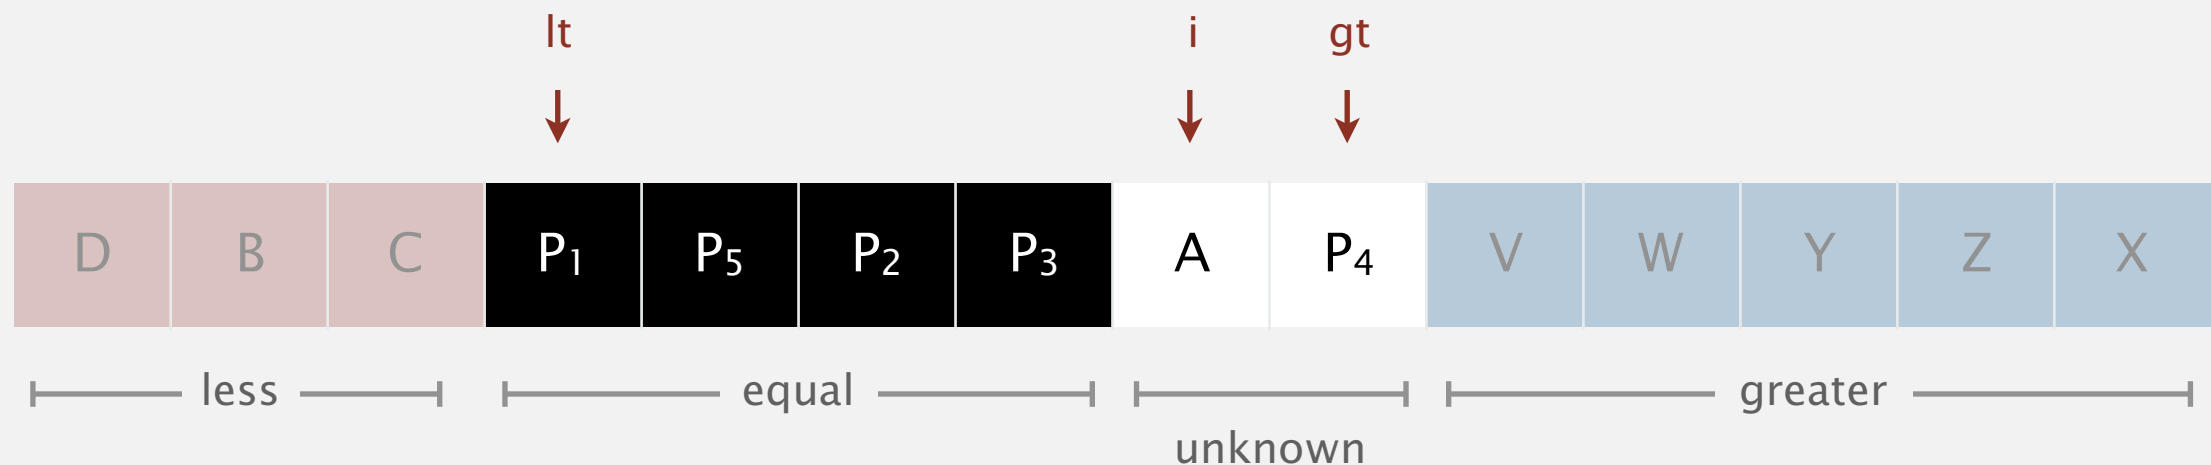 lt i gt
D B C P₁ P₅ P₂ P₃ A P₄ V W Y Z X
less equal greater
unknown